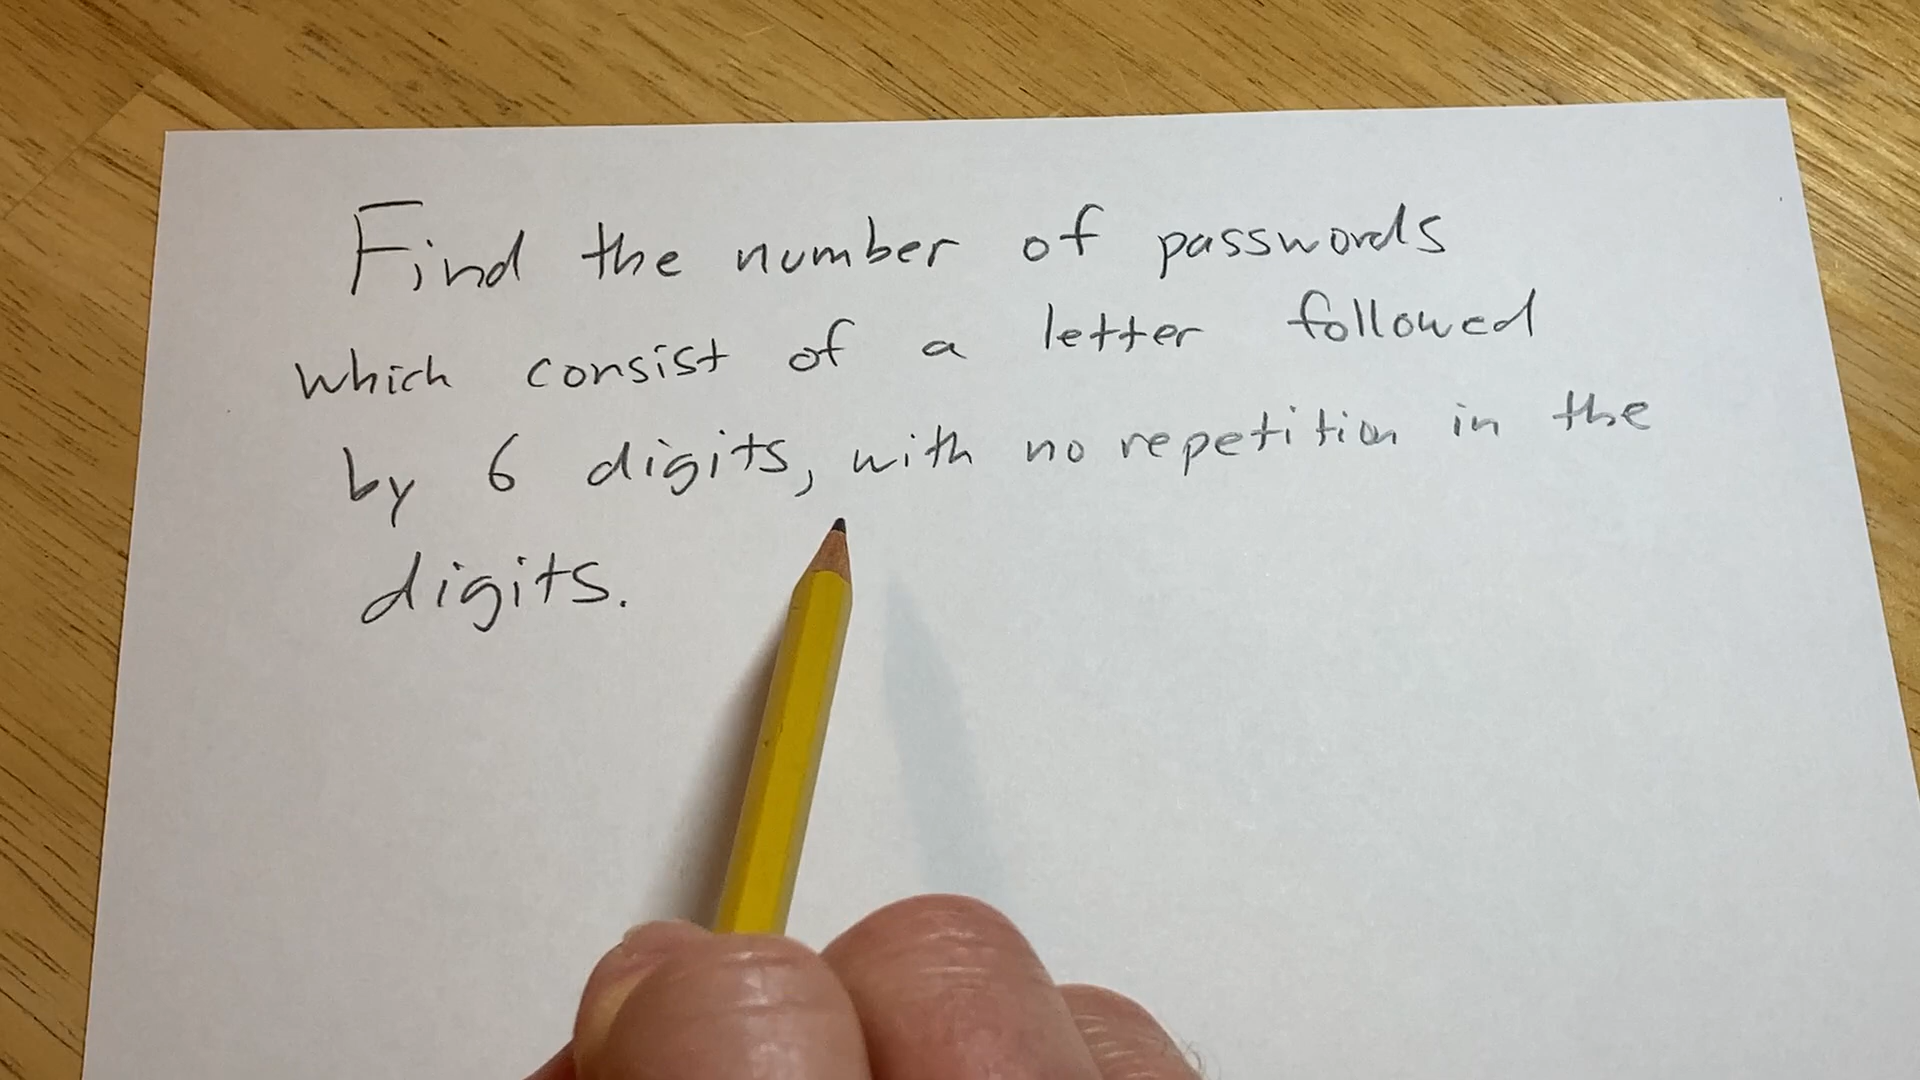 Find the number of passwords
which consist of a letter followed
by 6 digits, with no repetition in the
digits.